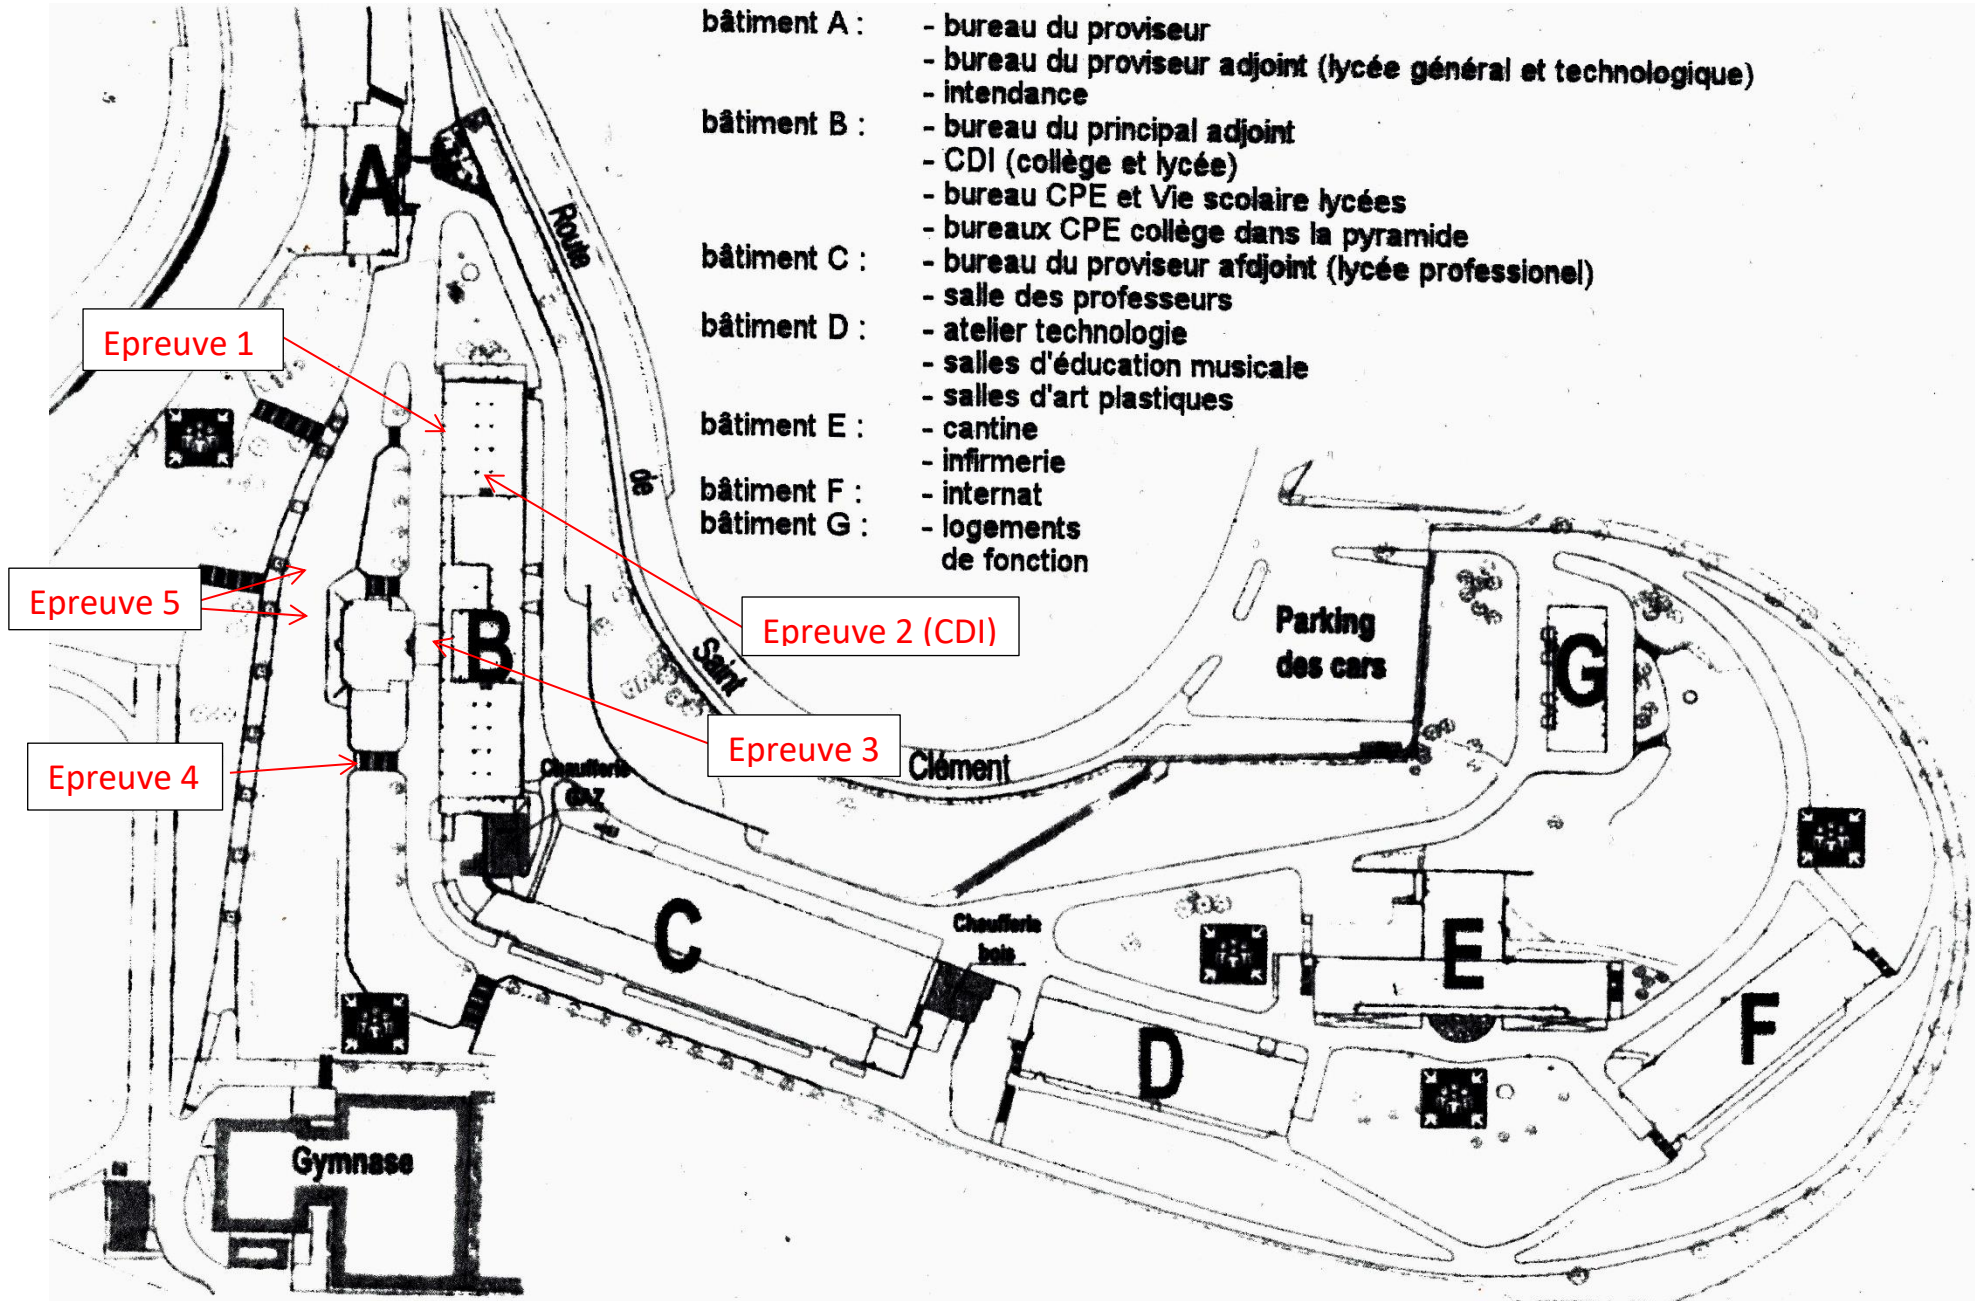 bâtiment A : - bureau du proviseur
- bureau du proviseur adjoint (lycée général et technologique)
- intendance
bâtiment B : - bureau du principal adjoint
- CDI (collège et lycée)
- bureau CPE et Vie scolaire lycées
- bureaux CPE collège dans la pyramide
bâtiment C : - bureau du proviseur afdjoint (lycée professionel)
- salle des professeurs
bâtiment D : - atelier technologie
- salles d'éducation musicale
- salles d'art plastiques
bâtiment E : - cantine
- infirmerie
bâtiment F : - internat
bâtiment G : - logements
de fonction
A
Route
de
Saint
Clément
Epreuve 1
Epreuve 2 (CDI)
Epreuve 5
B
Epreuve 3
Epreuve 4
Parking
des cars
G
Chaufferie
GAZ
C
Chaufferie
bois
E
D
F
Gymnase